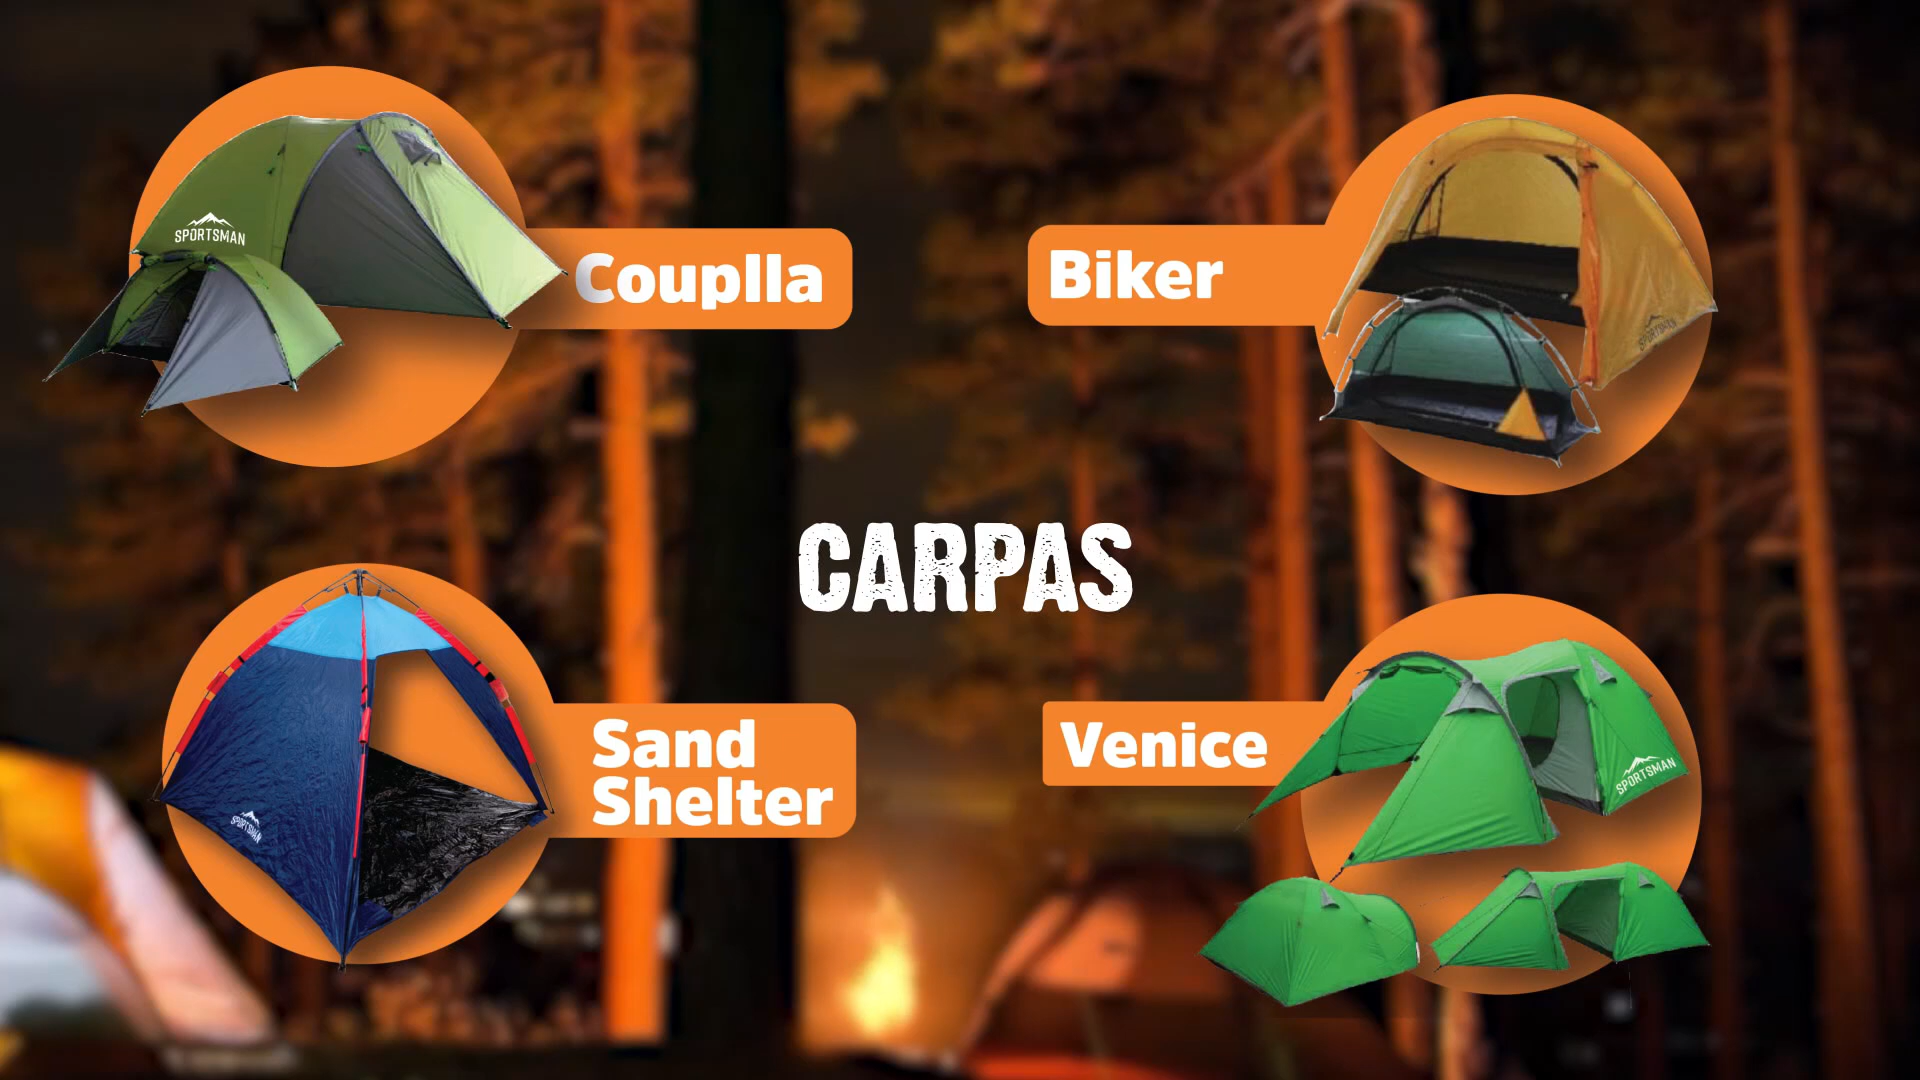 SPORTSMAN
Couplla
Biker
SPORTSMAN
CARPAS
Sand
Shelter
SPORTSMAN
Venice
SPORTSMAN